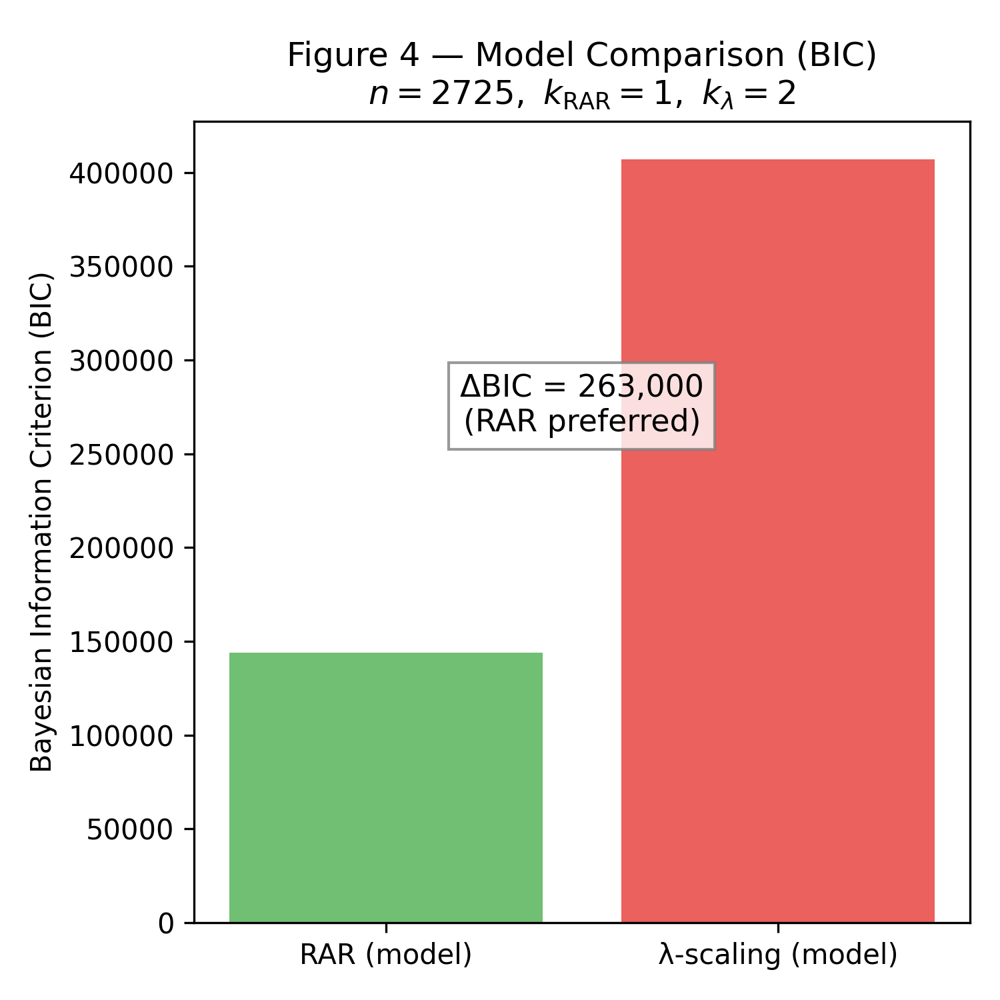 Figure 4 — Model Comparison (BIC)
n = 2725, k_RAR = 1, k_λ = 2
Bayesian Information Criterion (BIC)
400000
350000
300000
250000
200000
150000
100000
50000
0
ΔBIC = 263,000
(RAR preferred)
RAR (model)
λ-scaling (model)